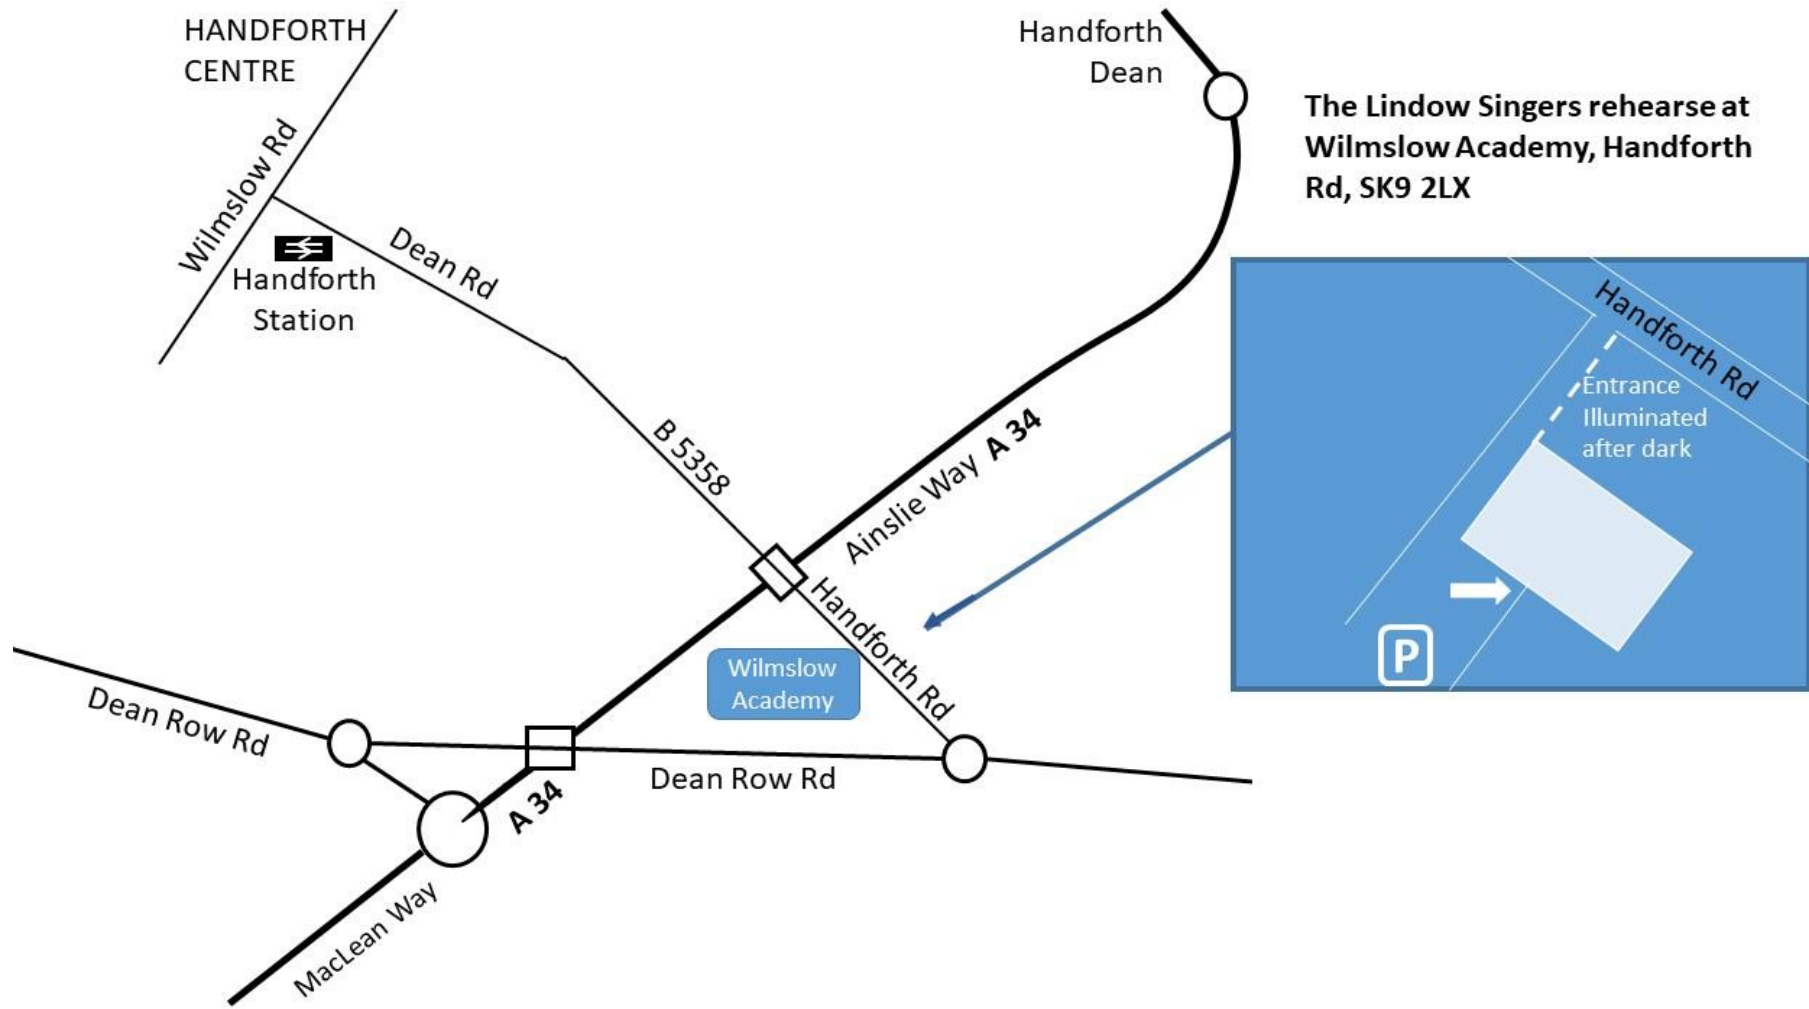 HANDFORTH
CENTRE
Wilmslow Rd
Handforth
Station
Dean Rd
B 5358
Handforth
Dean
Ainslie Way A 34
Handforth Rd
Wilmslow
Academy
Dean Row Rd
Dean Row Rd
A 34
MacLean Way
The Lindow Singers rehearse at
Wilmslow Academy, Handforth
Rd, SK9 2LX
Handforth Rd
Entrance
Illuminated
after dark
P